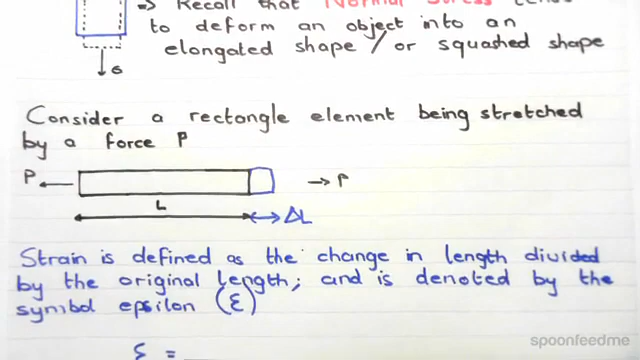 => Recall that Normal Stress
to deform an object into an
elongated shape / or squashed shape
σ
Consider a rectangle element being stretched
by a force P
P P
L ΔL
Strain is defined as the change in length divided
by the original length; and is denoted by the
symbol epsilon (ε)
ε =
spoonfeedme